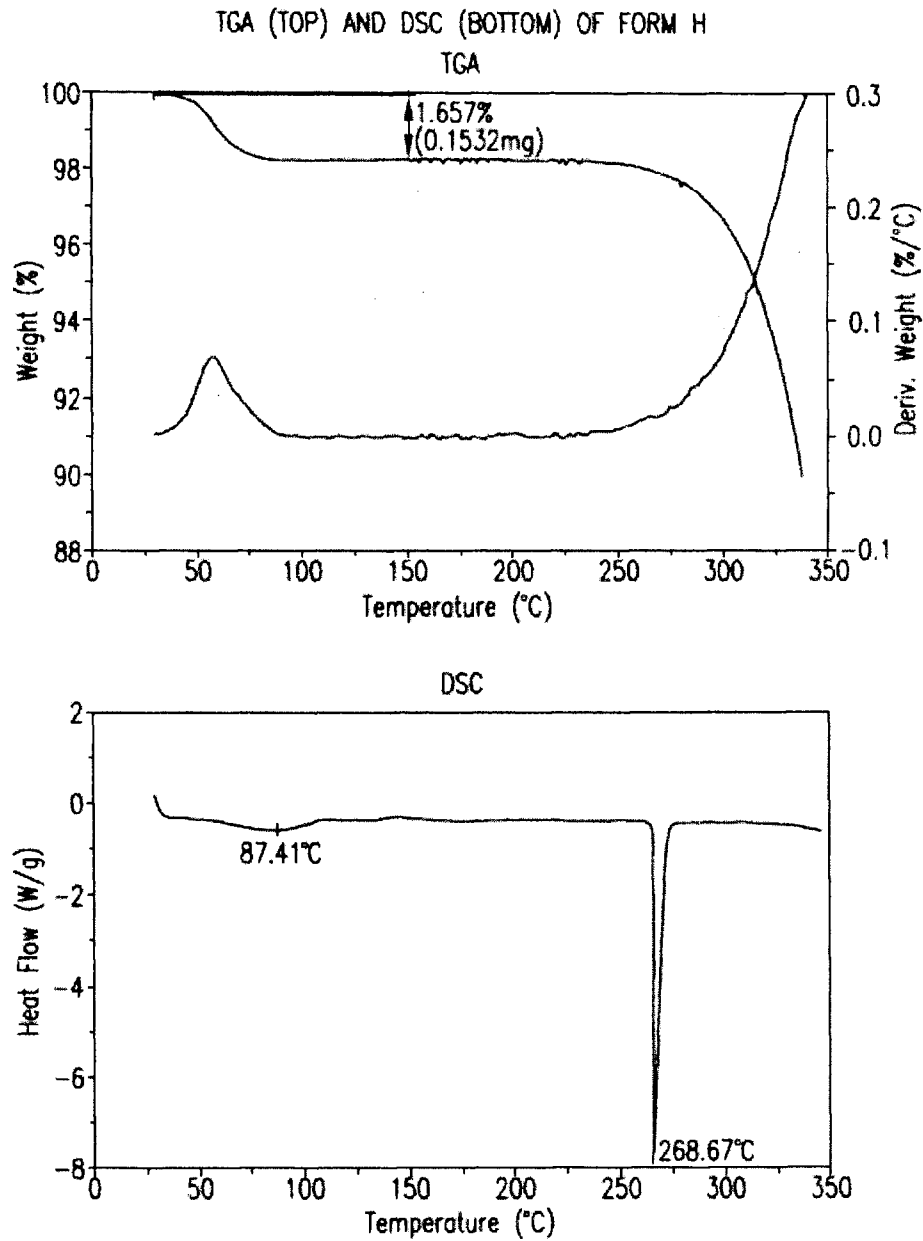 TGA (TOP) AND DSC (BOTTOM) OF FORM H
TGA
100
98
96
94
92
90
88
Weight (%)
1.657%
(0.1532mg)
0.3
0.2
0.1
0.0
-0.1
Deriv. Weight (%/°C)
0 50 100 150 200 250 300 350
Temperature (°C)
DSC
2
0
-2
-4
-6
-8
Heat Flow (W/g)
87.41°C
268.67°C
0 50 100 150 200 250 300 350
Temperature (°C)